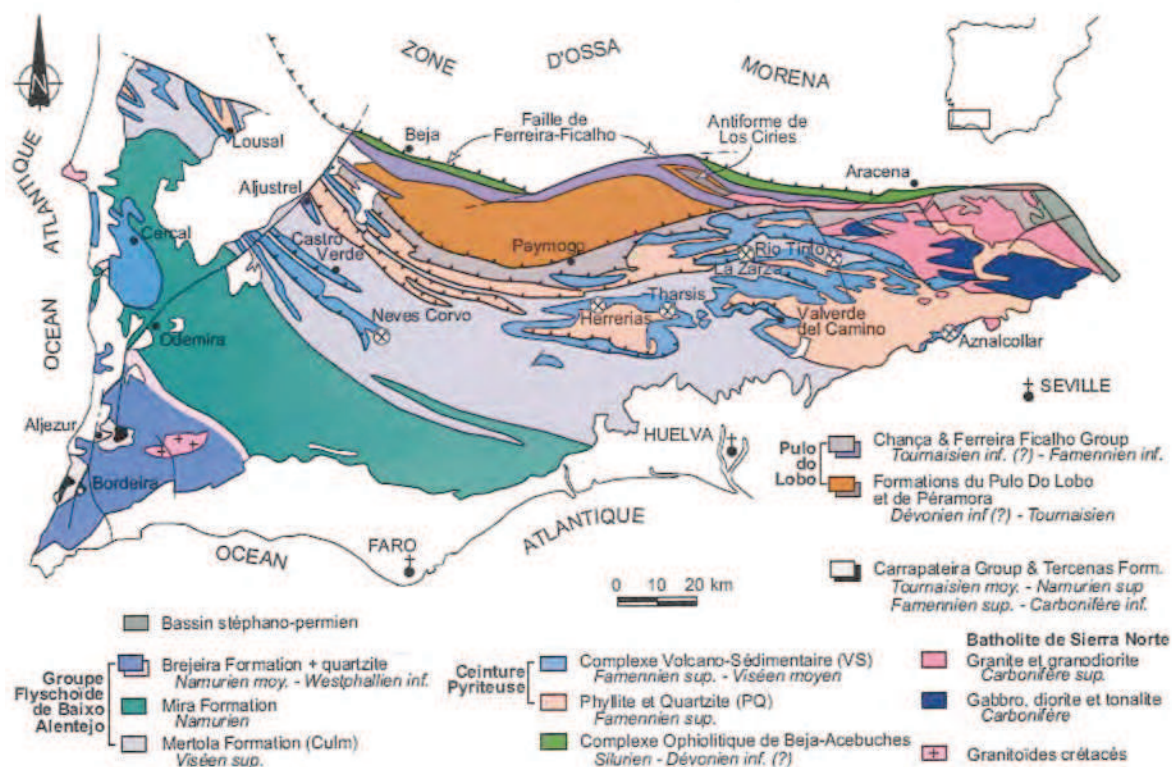 ZONE D'OSSA MORENA
N
Faille de
Ferreira-Ficalho
Antiforme de
Los Ciries
Beja
Lousal
Aracena
ATLANTIQUE
OCEAN
Aljustrel
Cercal
Castro
Verde
Paymogo
Rio Tinto
La Zarza
Tharsis
Neves Corvo
Herrerias
Valverde
del Camino
Odemira
Aznalcollar
SEVILLE
Aljezur
HUELVA
Bordeira
OCEAN
FARO
ATLANTIQUE
0 10 20 km
Pulo
do
Lobo
Chança & Ferreira Ficalho Group
Tournaisien inf. (?) - Famennien inf.
Formations du Pulo Do Lobo
et de Péramora
Dévonien inf (?) - Tournaisien
Carrapateira Group & Tercenas Form.
Tournaisien moy. - Namurien sup
Famennien sup. - Carbonifère inf.
Bassin stéphano-permien
Groupe
Flyschoïde
de Baixo
Alentejo
Brejeira Formation + quartzite
Namurien moy. - Westphallien inf.
Mira Formation
Namurien
Mertola Formation (Culm)
Viséen sup.
Ceinture
Pyriteuse
Complexe Volcano-Sédimentaire (VS)
Famennien sup. - Viséen moyen
Phyllite et Quartzite (PQ)
Famennien sup.
Complexe Ophiolitique de Beja-Acebuches
Silurien - Dévonien inf. (?)
Batholite de Sierra Norte
Granite et granodiorite
Carbonifère sup.
Gabbro, diorite et tonalite
Carbonifère
Granitoïdes crétacés